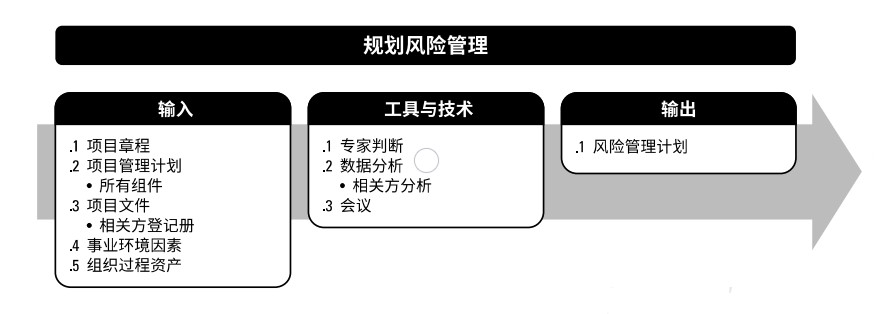 规划风险管理
输入
.1 项目章程
.2 项目管理计划
• 所有组件
.3 项目文件
• 相关方登记册
.4 事业环境因素
.5 组织过程资产
工具与技术
.1 专家判断
.2 数据分析
• 相关方分析
.3 会议
输出
.1 风险管理计划